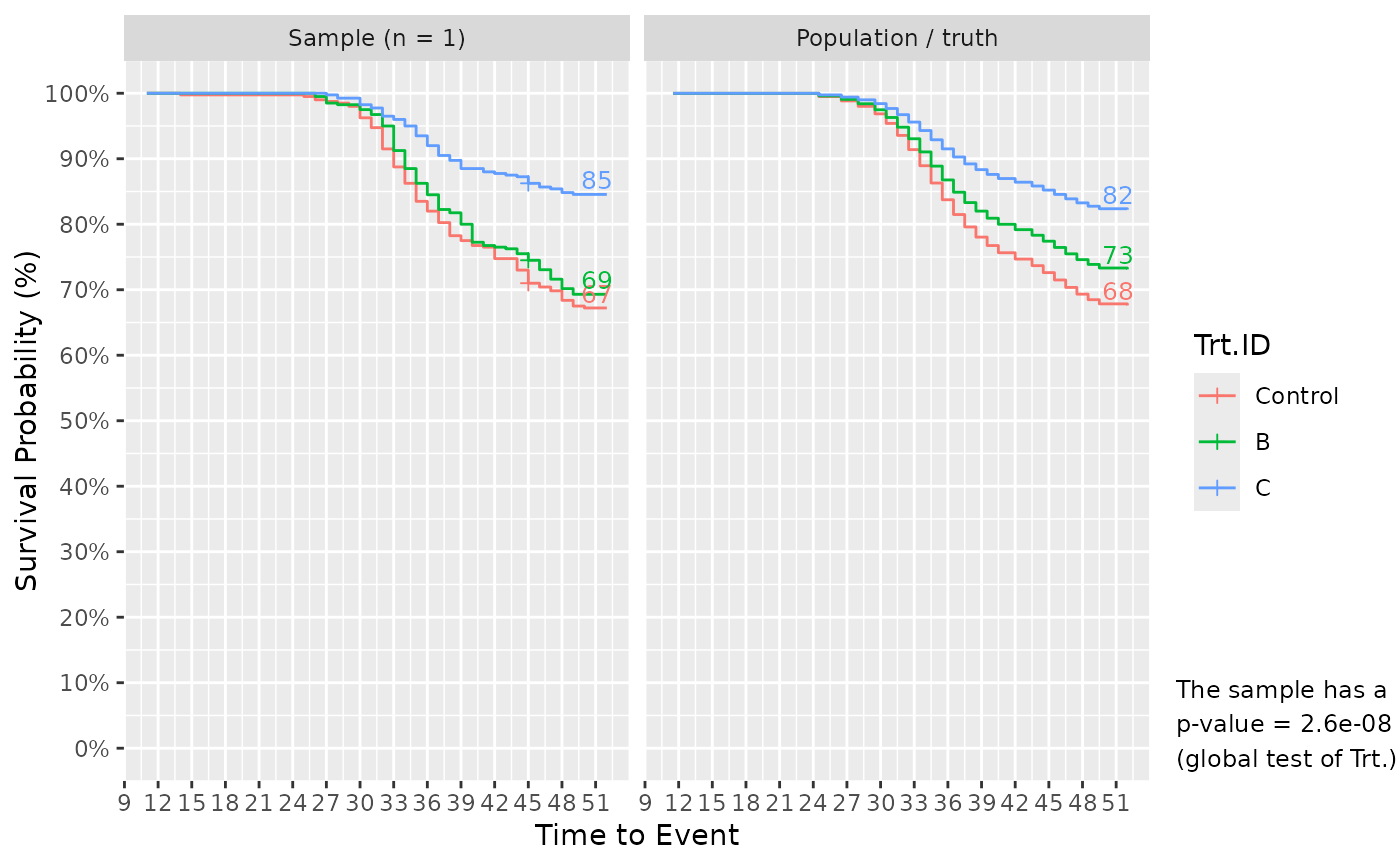 Sample (n = 1)
Population / truth
Survival Probability (%)
100%
90%
80%
70%
60%
50%
40%
30%
20%
10%
0%
85
69
67
82
73
68
9 12 15 18 21 24 27 30 33 36 39 42 45 48 51
9 12 15 18 21 24 27 30 33 36 39 42 45 48 51
Time to Event
Trt.ID
Control
B
C
The sample has a
p-value = 2.6e-08
(global test of Trt.)